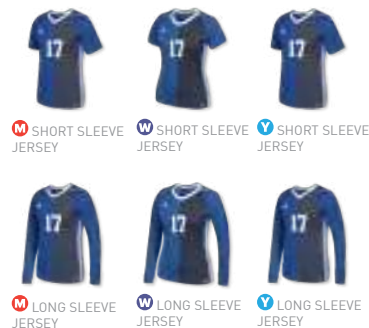 17 17 17
M SHORT SLEEVE JERSEY
W SHORT SLEEVE JERSEY
Y SHORT SLEEVE JERSEY
17 17 17
M LONG SLEEVE JERSEY
W LONG SLEEVE JERSEY
Y LONG SLEEVE JERSEY